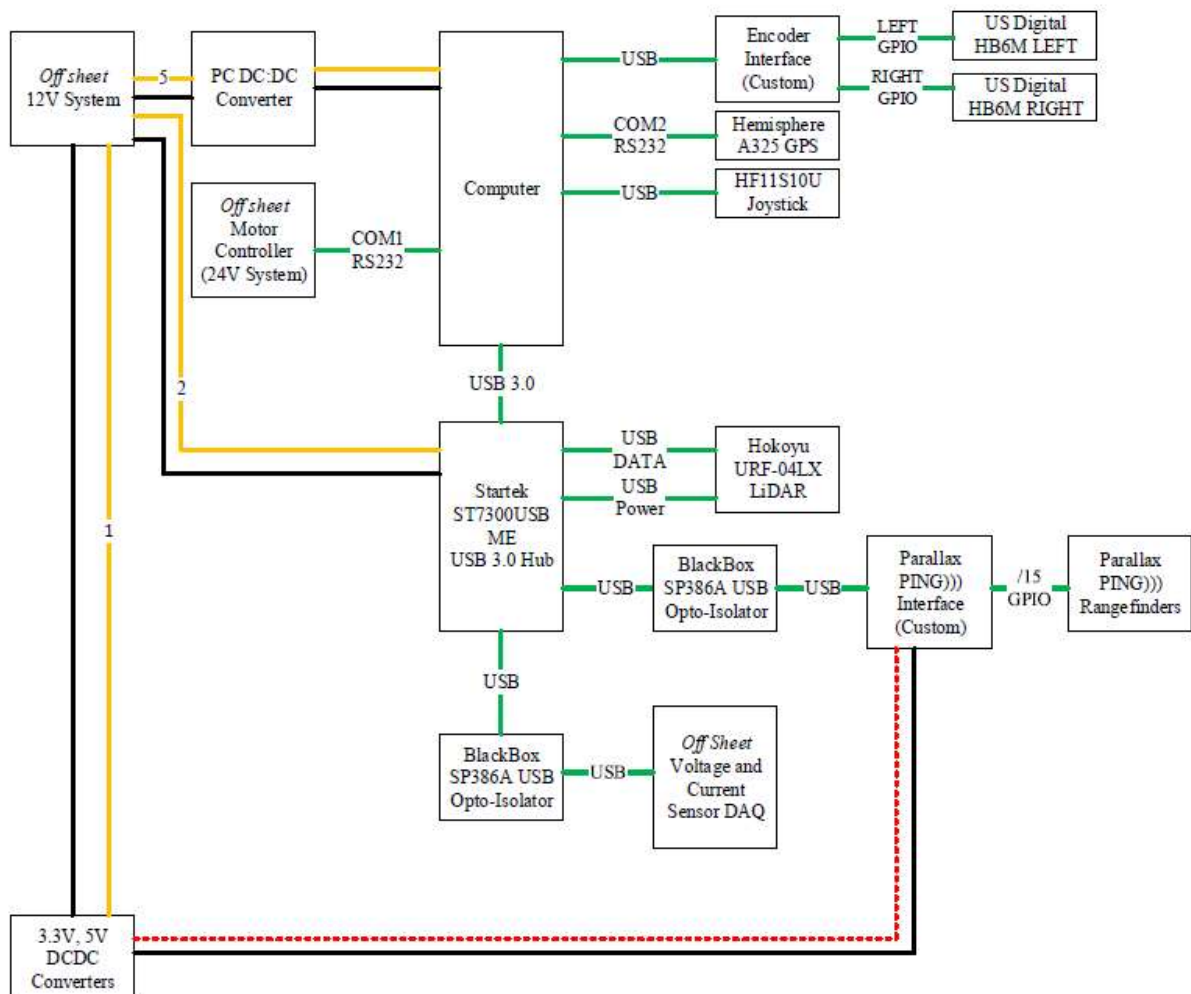 Off sheet
12V System
5
PC DC:DC
Converter
Computer
USB
Encoder
Interface
(Custom)
LEFT
GPIO
US Digital
HB6M LEFT
RIGHT
GPIO
US Digital
HB6M RIGHT
COM2
RS232
Hemisphere
A325 GPS
USB
HF11S10U
Joystick
Off sheet
Motor
Controller
(24V System)
COM1
RS232
USB 3.0
2
1
Startek
ST7300USB
ME
USB 3.0 Hub
USB
DATA
USB
Power
Hokoyu
URF-04LX
LiDAR
USB
BlackBox
SP386A USB
Opto-Isolator
USB
Parallax
PING)))
Interface
(Custom)
/15
GPIO
Parallax
PING)))
Rangefinders
USB
BlackBox
SP386A USB
Opto-Isolator
USB
Off Sheet
Voltage and
Current
Sensor DAQ
3.3V, 5V
DCDC
Converters